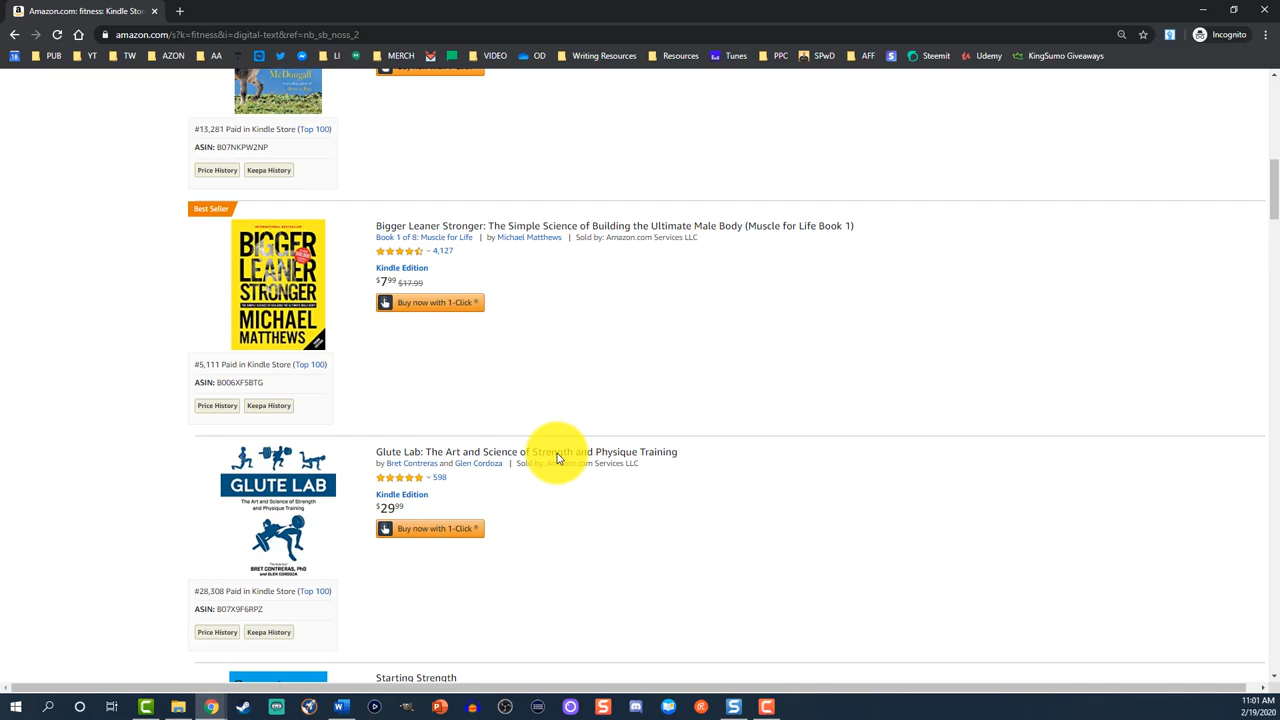 Amazon.com: fitness: Kindle Store
amazon.com/s?k=fitness&i=digital-text&ref=nb_sb_noss_2
Incognito
PUB
YT
TW
AZON
AA
LI
MERCH
VIDEO
OD
Writing Resources
Resources
Tunes
PPC
SPwD
AFF
Steemit
Udemy
KingSumo Giveaways
McDougall
#13,281 Paid in Kindle Store (Top 100)
ASIN: B07NKPW2NP
Price History
Keepa History
Best Seller
BIGGER
LEANER
STRONGER
MICHAEL
MATTHEWS
Bigger Leaner Stronger: The Simple Science of Building the Ultimate Male Body (Muscle for Life Book 1)
Book 1 of 8: Muscle for Life | by Michael Matthews | Sold by: Amazon.com Services LLC
4,127
Kindle Edition
$7.99 $17.99
Buy now with 1-Click ®
#5,111 Paid in Kindle Store (Top 100)
ASIN: B006XF5BTG
Price History
Keepa History
GLUTE LAB
The Art and Science of Strength
and Physique Training
BRET CONTRERAS, PHD
and GLEN CORDOZA
Glute Lab: The Art and Science of Strength and Physique Training
by Bret Contreras and Glen Cordoza | Sold by: Amazon.com Services LLC
598
Kindle Edition
$29.99
Buy now with 1-Click ®
#28,308 Paid in Kindle Store (Top 100)
ASIN: B07X9F6RPZ
Price History
Keepa History
Starting Strength
11:01 AM
2/19/2020